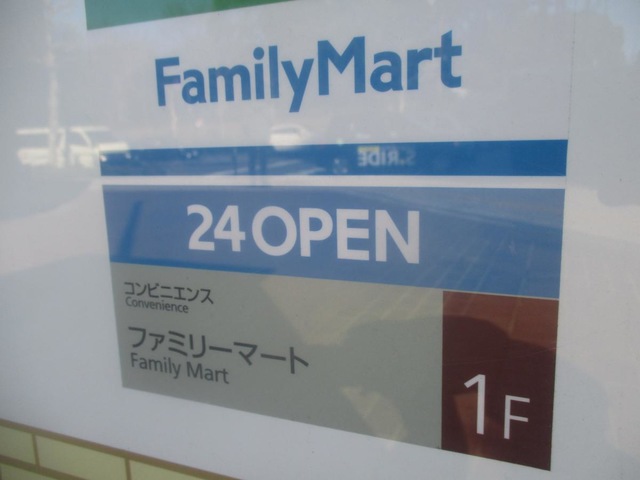 FamilyMart
S.RIDE
24 OPEN
コンビニエンス
Convenience
ファミリーマート
Family Mart
1F